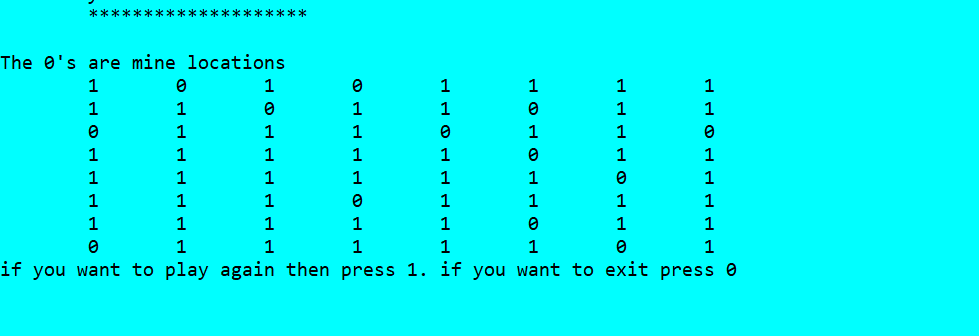 ********************
The 0's are mine locations
1 0 1 0 1 1 1 1
1 1 0 1 1 0 1 1
0 1 1 1 0 1 1 0
1 1 1 1 1 0 1 1
1 1 1 1 1 1 0 1
1 1 1 0 1 1 1 1
1 1 1 1 1 0 1 1
0 1 1 1 1 1 0 1
if you want to play again then press 1. if you want to exit press 0